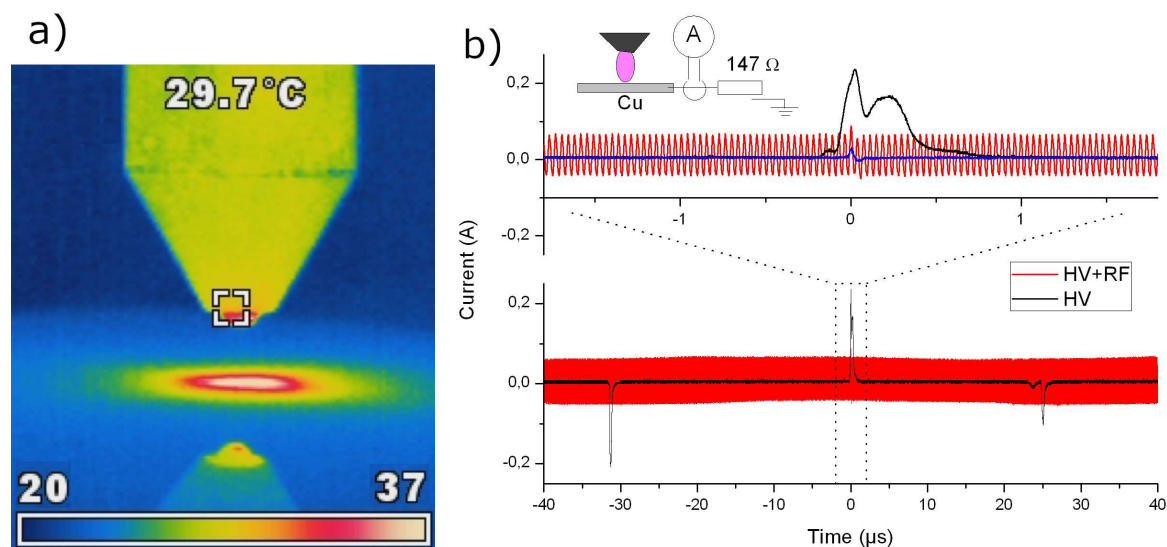 a)
29.7°C
20
37
b)
A
147 Ω
Cu
0,2
0,0
-0,2
-1
0
1
Current (A)
HV+RF
HV
0,2
0,0
-0,2
-40
-30
-20
-10
0
10
20
30
40
Time (μs)